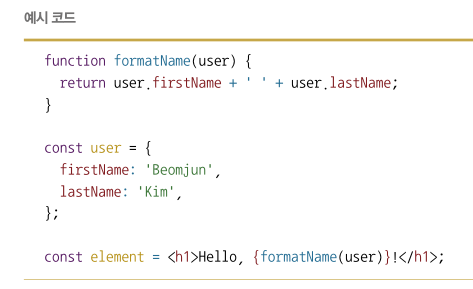 예시 코드
function formatName(user) {
  return user.firstName + ' ' + user.lastName;
}
const user = {
  firstName: 'Beomjun',
  lastName: 'Kim',
};
const element = <h1>Hello, {formatName(user)}!</h1>;